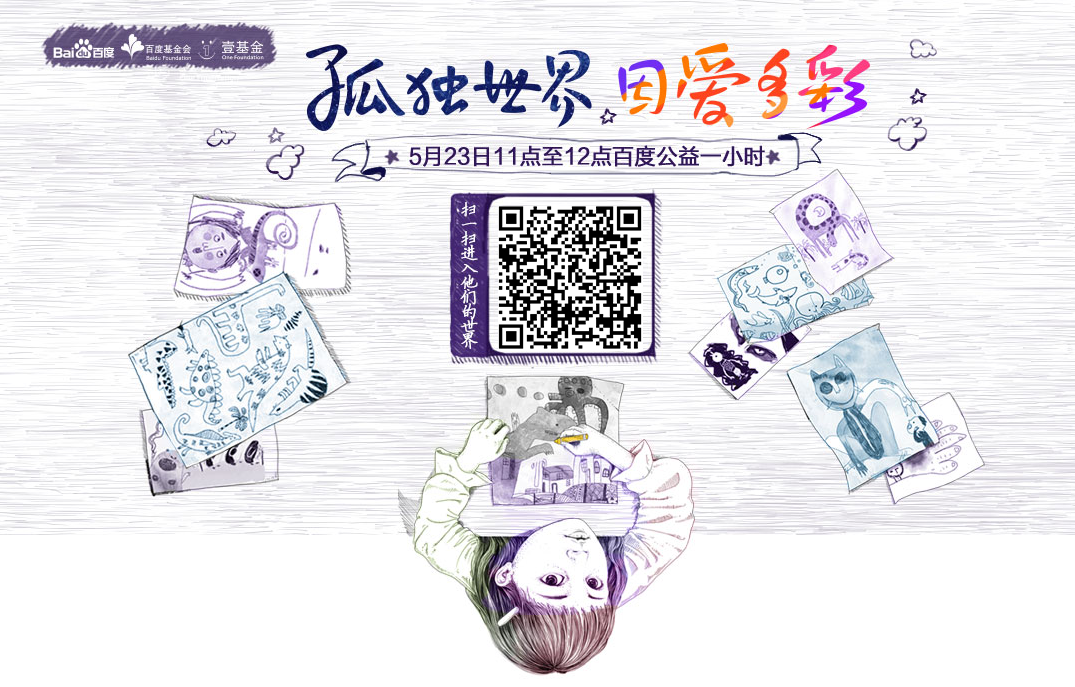 Bai百度 百度基金会 壹基金
Baidu Foundation One Foundation
孤独世界 因爱多彩
5月23日11点至12点百度公益一小时
扫一扫进入他们的世界